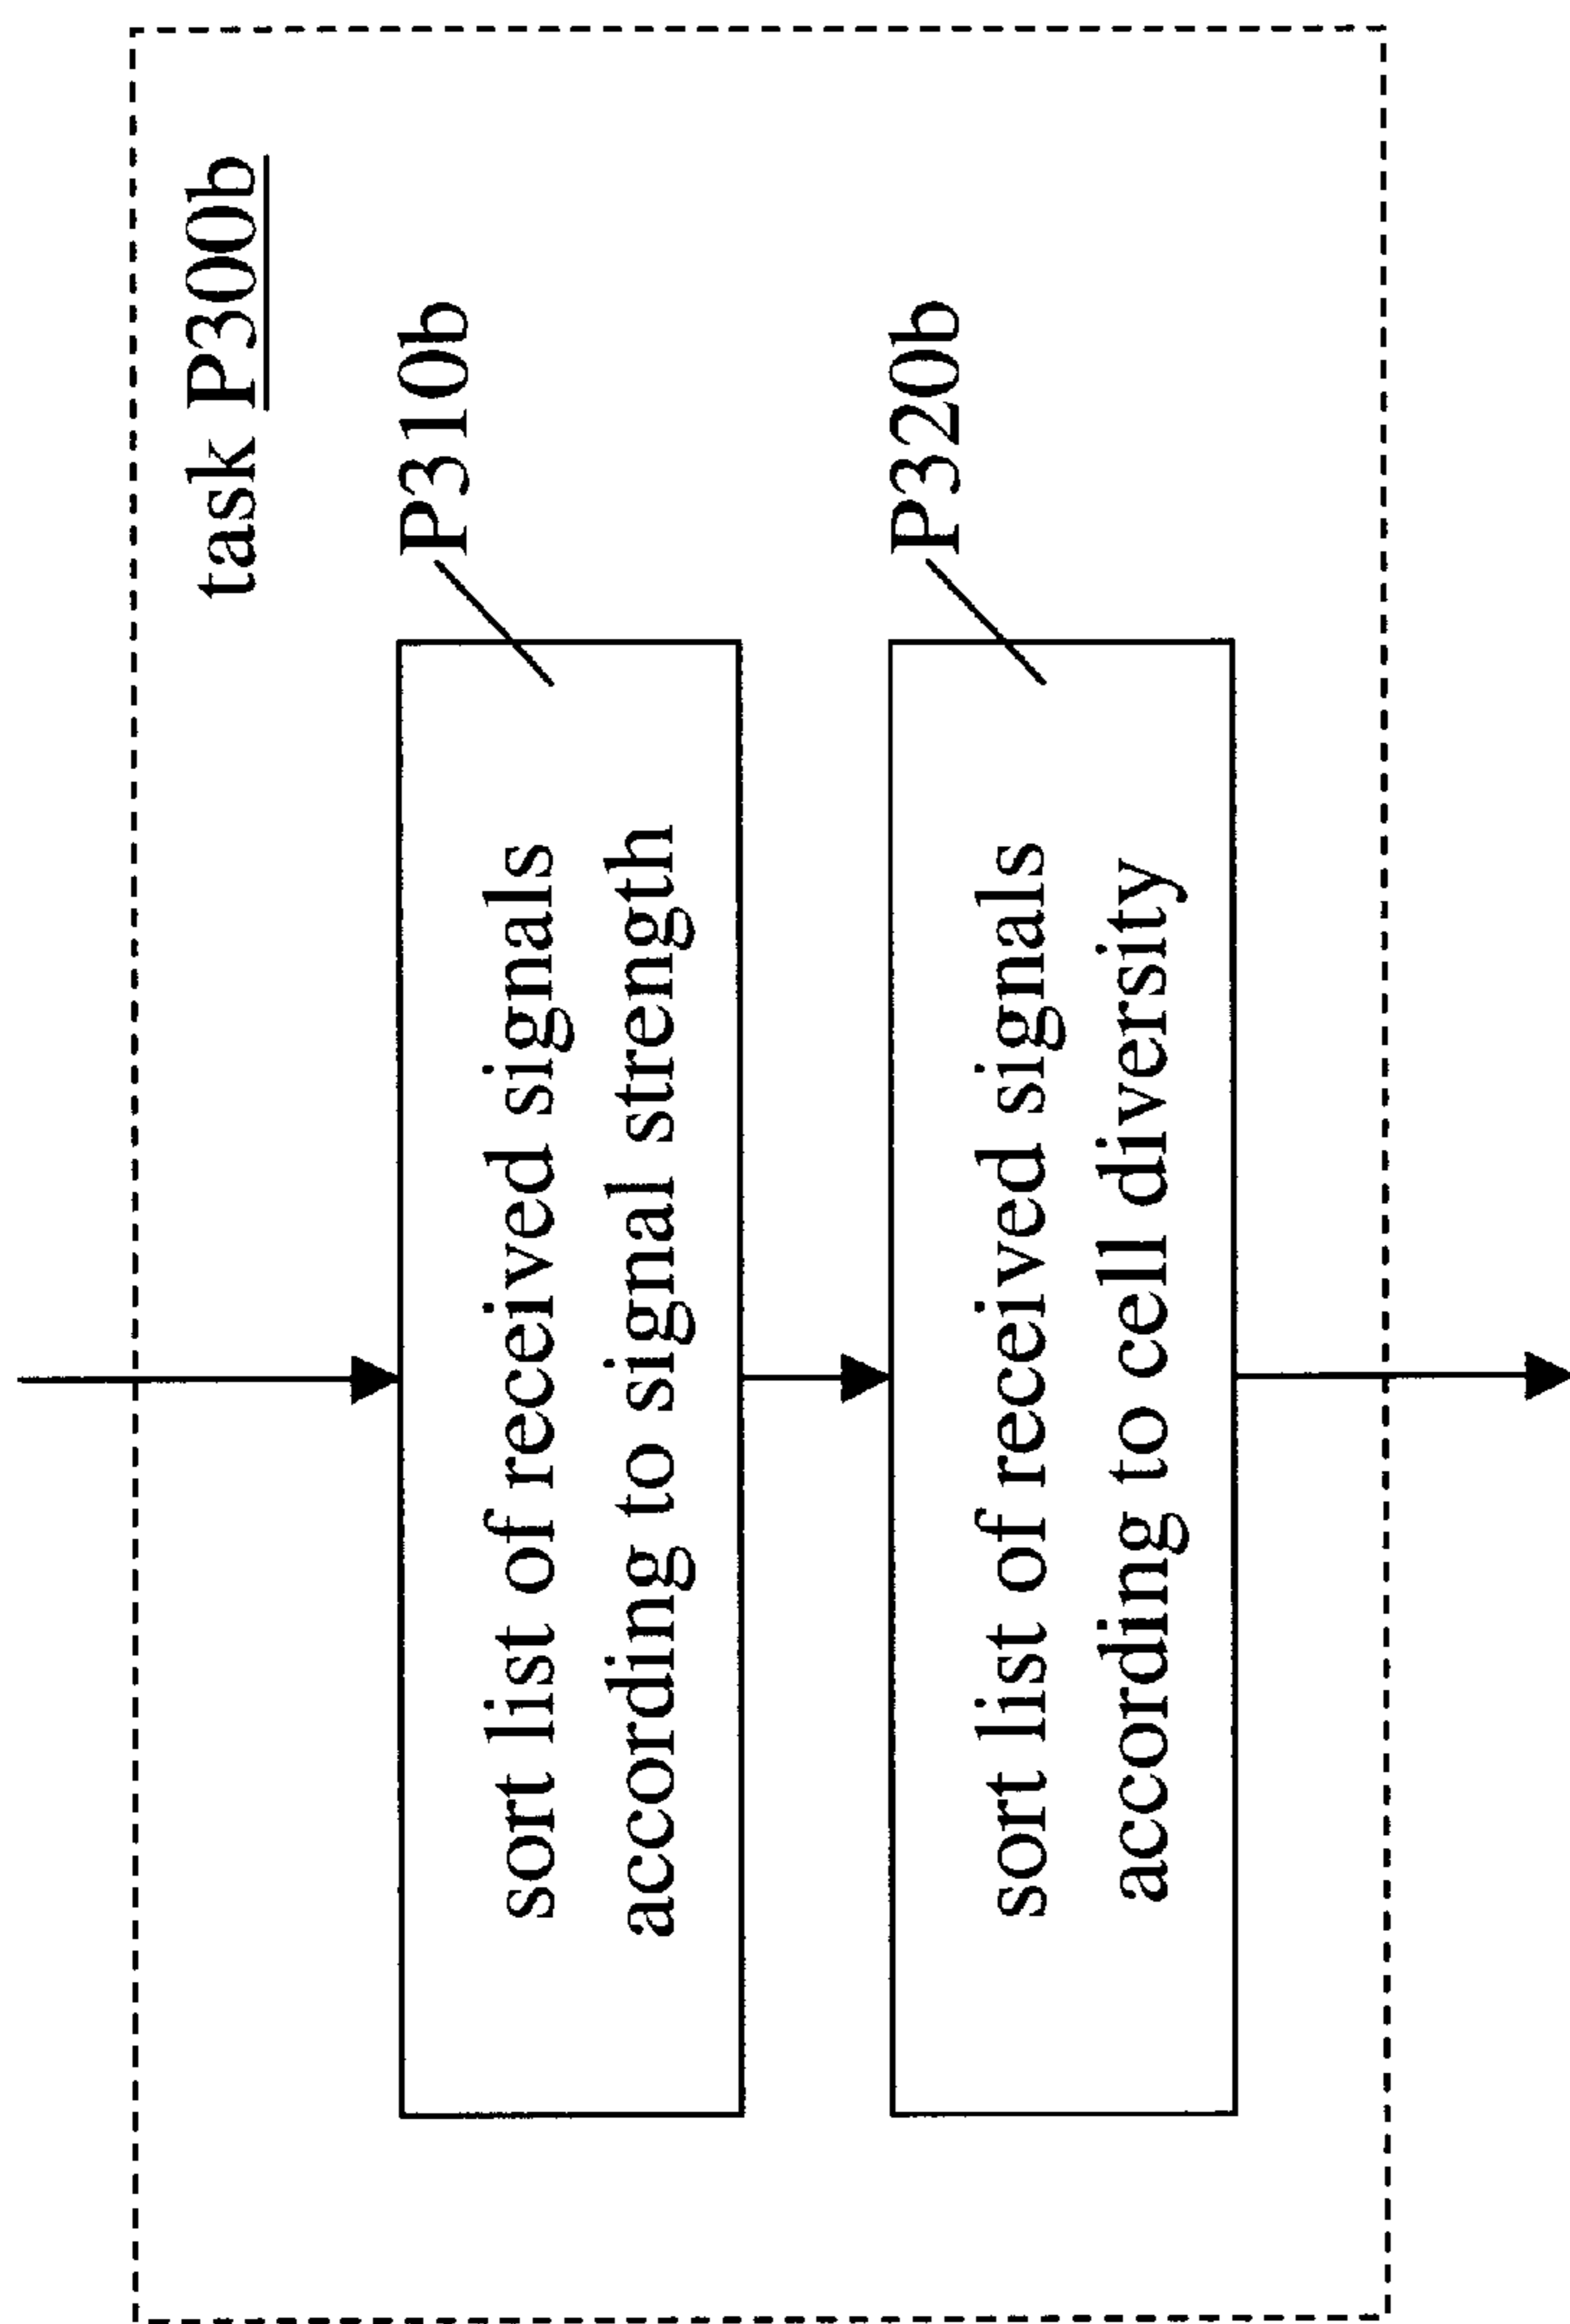 task P300b
P310b
sort list of received signals
according to signal strength
P320b
sort list of received signals
according to cell diversity